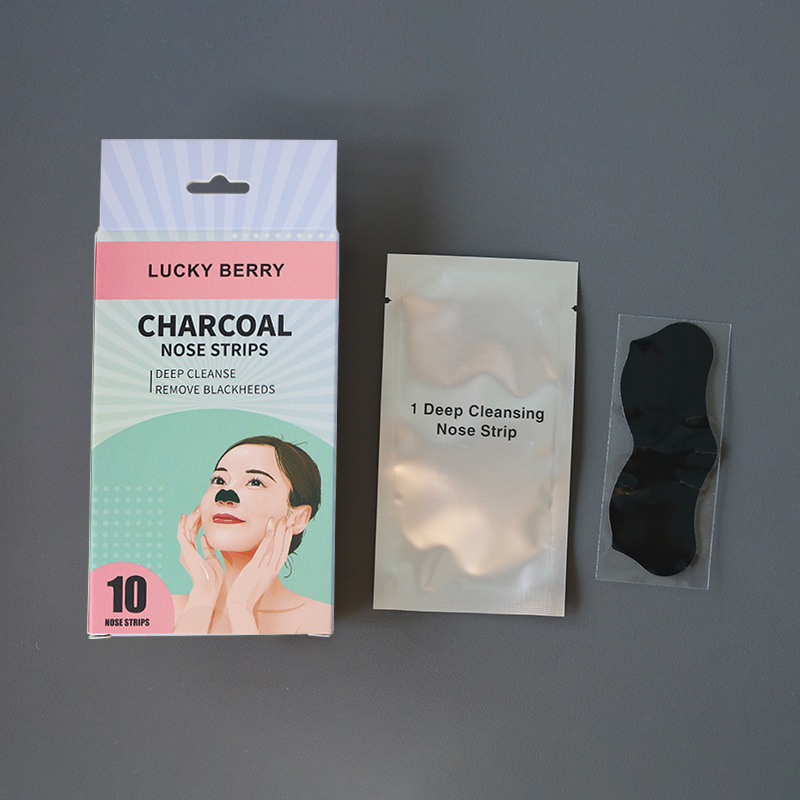 LUCKY BERRY
CHARCOAL
NOSE STRIPS
DEEP CLEANSE
REMOVE BLACKHEEDS
10
NOSE STRIPS
1 Deep Cleansing
Nose Strip